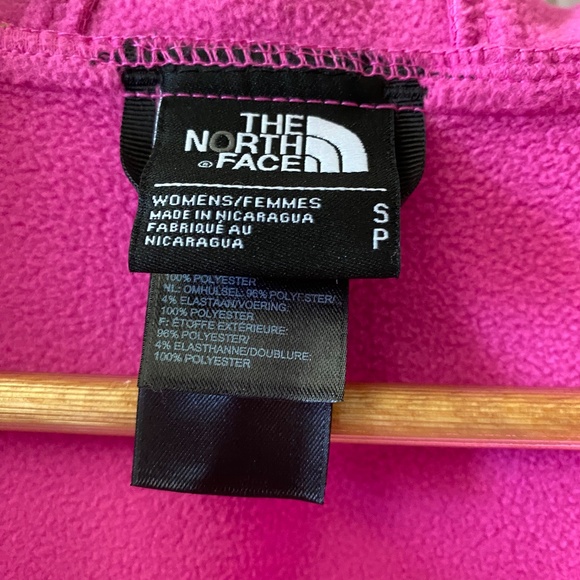 THE
NORTH
® FACE
WOMENS/FEMMES
MADE IN NICARAGUA
FABRIQUÉ AU
NICARAGUA
S
P
100% POLYESTER
NL: OMHULSEL: 96% POLYESTER/
4% ELASTAAN/VOERING:
100% POLYESTER
F: ÉTOFFE EXTÉRIEURE:
96% POLYESTER/
4% ELASTHANNE/DOUBLURE:
100% POLYESTER